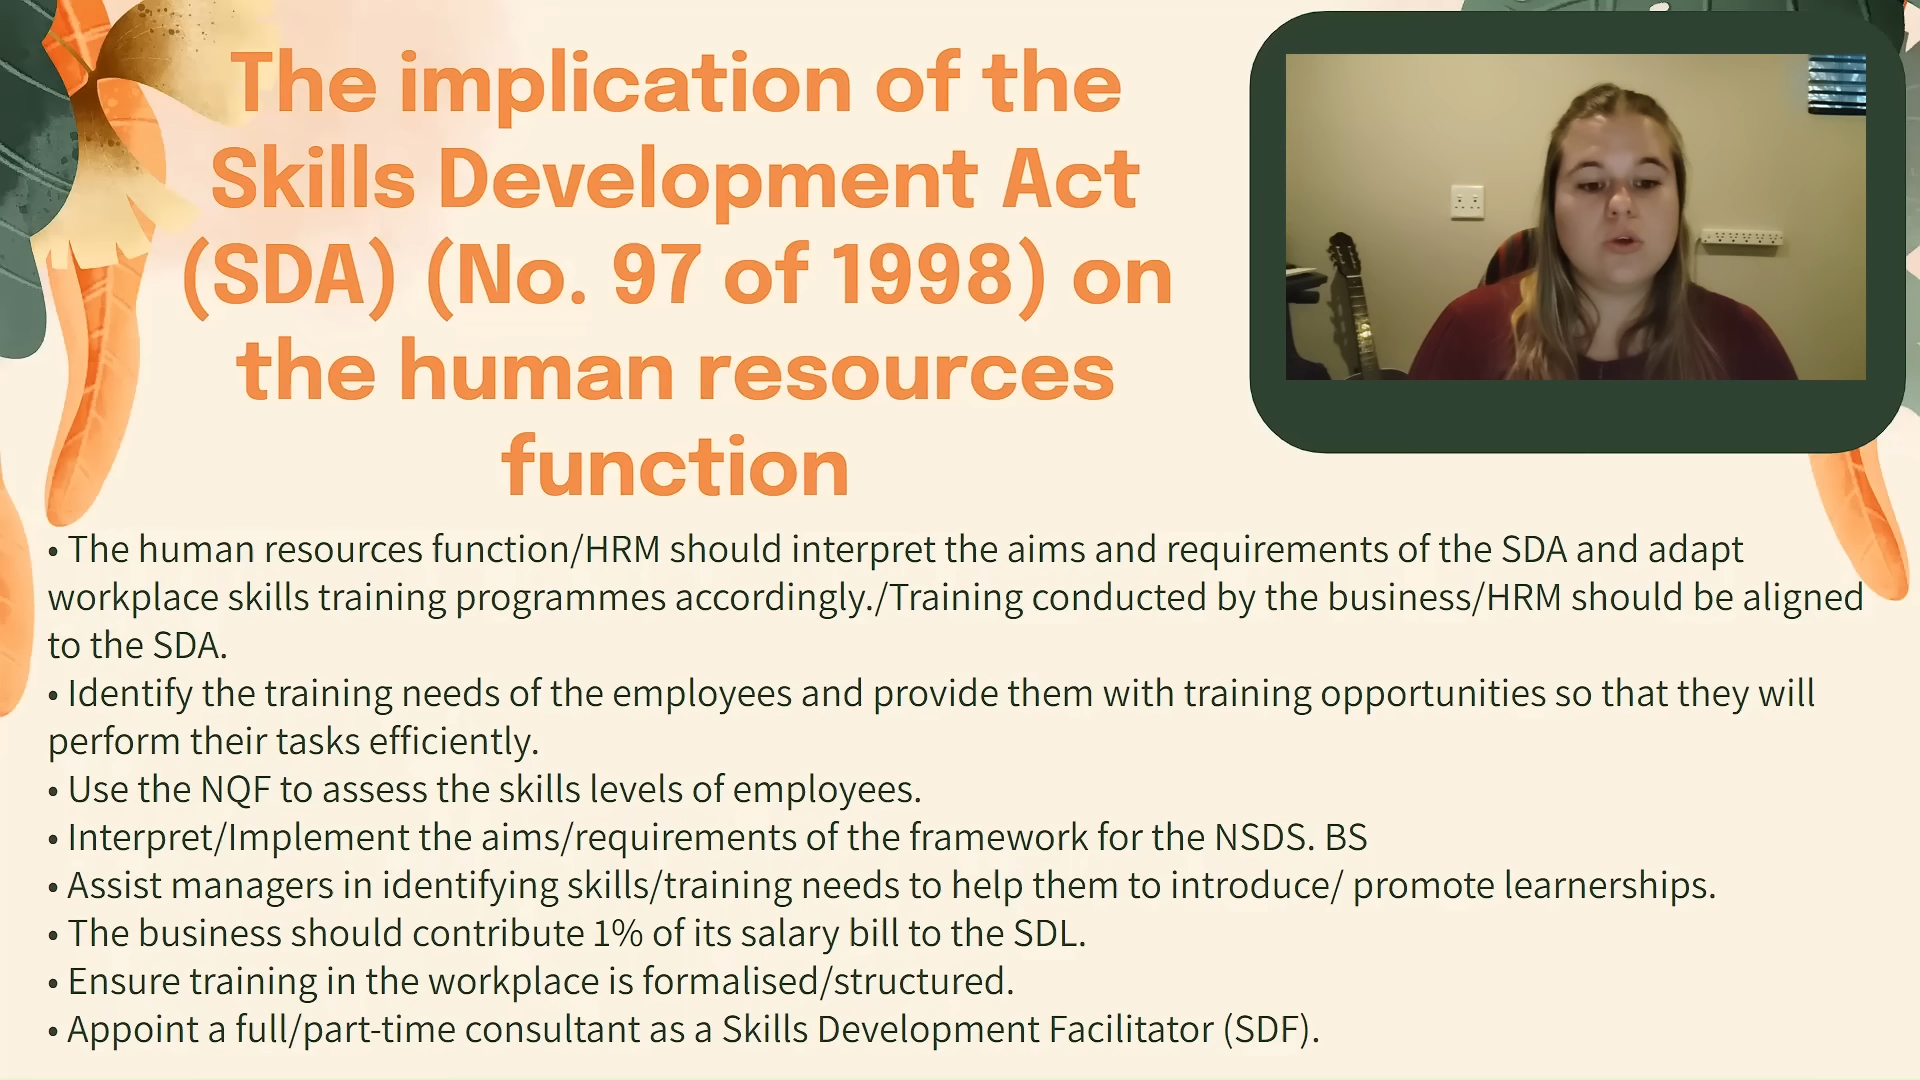 The implication of the
Skills Development Act
(SDA) (No. 97 of 1998) on
the human resources
function
• The human resources function/HRM should interpret the aims and requirements of the SDA and adapt
workplace skills training programmes accordingly./Training conducted by the business/HRM should be aligned
to the SDA.
• Identify the training needs of the employees and provide them with training opportunities so that they will
perform their tasks efficiently.
• Use the NQF to assess the skills levels of employees.
• Interpret/Implement the aims/requirements of the framework for the NSDS. BS
• Assist managers in identifying skills/training needs to help them to introduce/ promote learnerships.
• The business should contribute 1% of its salary bill to the SDL.
• Ensure training in the workplace is formalised/structured.
• Appoint a full/part-time consultant as a Skills Development Facilitator (SDF).